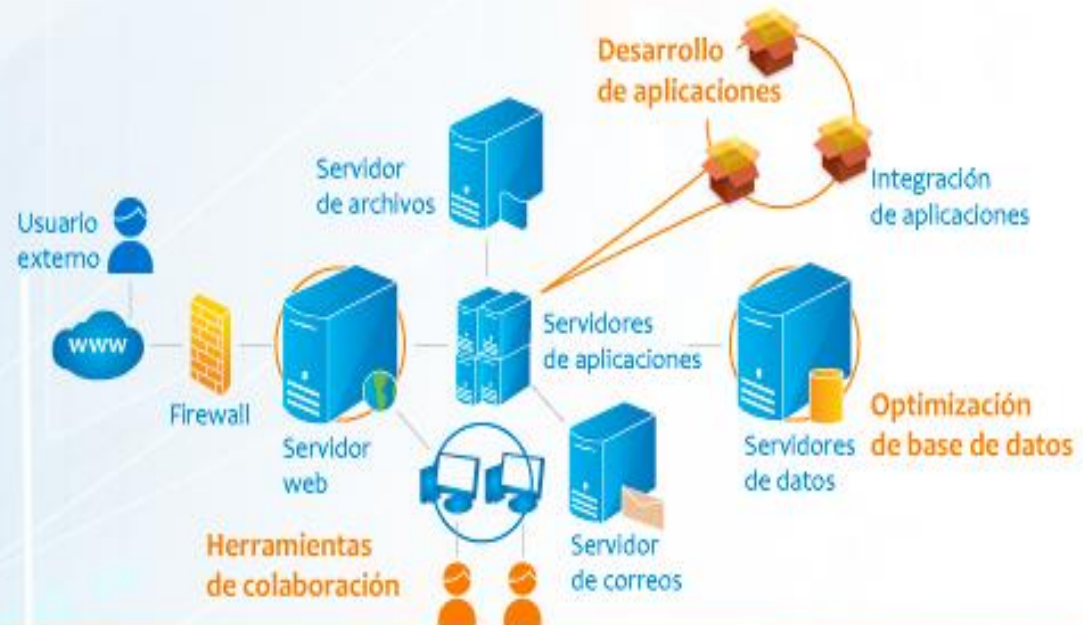 Desarrollo
de aplicaciones
Servidor
de archivos
Integración
de aplicaciones
Usuario
externo
www
Servidores
de aplicaciones
Firewall
Optimización
de base de datos
Servidor
web
Servidores
de datos
Herramientas
de colaboración
Servidor
de correos